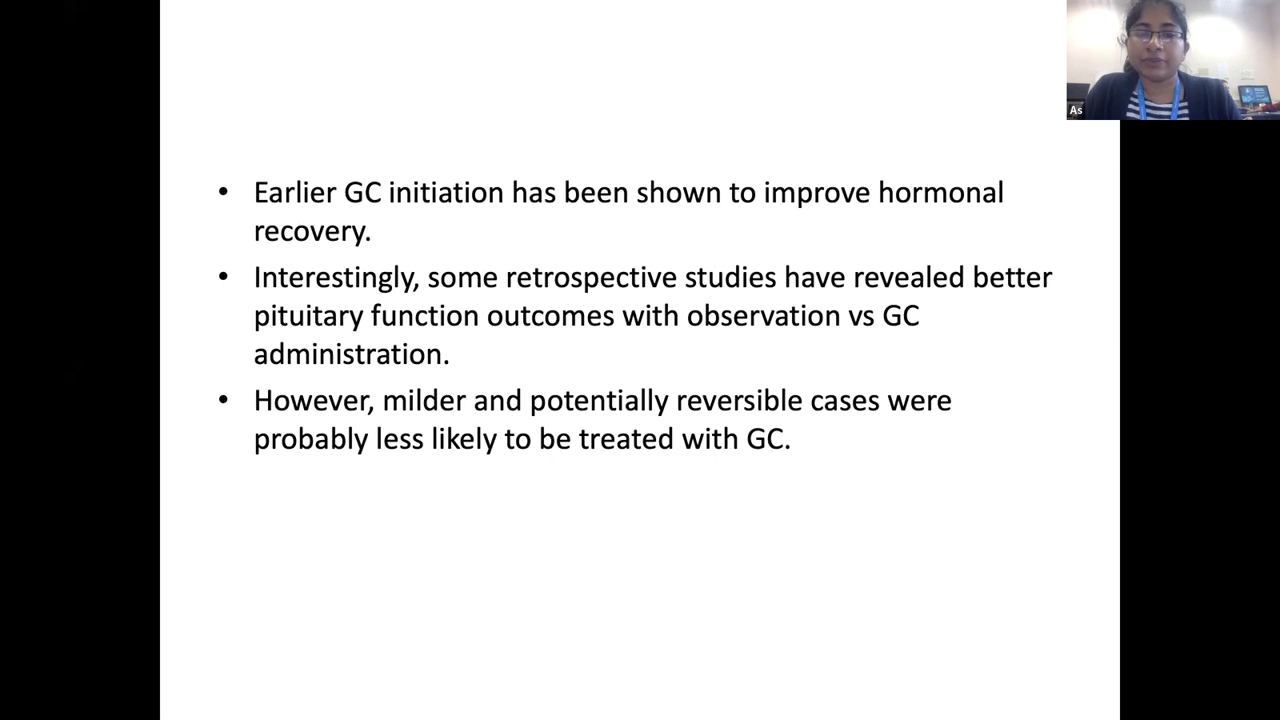 As
• Earlier GC initiation has been shown to improve hormonal
recovery.
• Interestingly, some retrospective studies have revealed better
pituitary function outcomes with observation vs GC
administration.
• However, milder and potentially reversible cases were
probably less likely to be treated with GC.